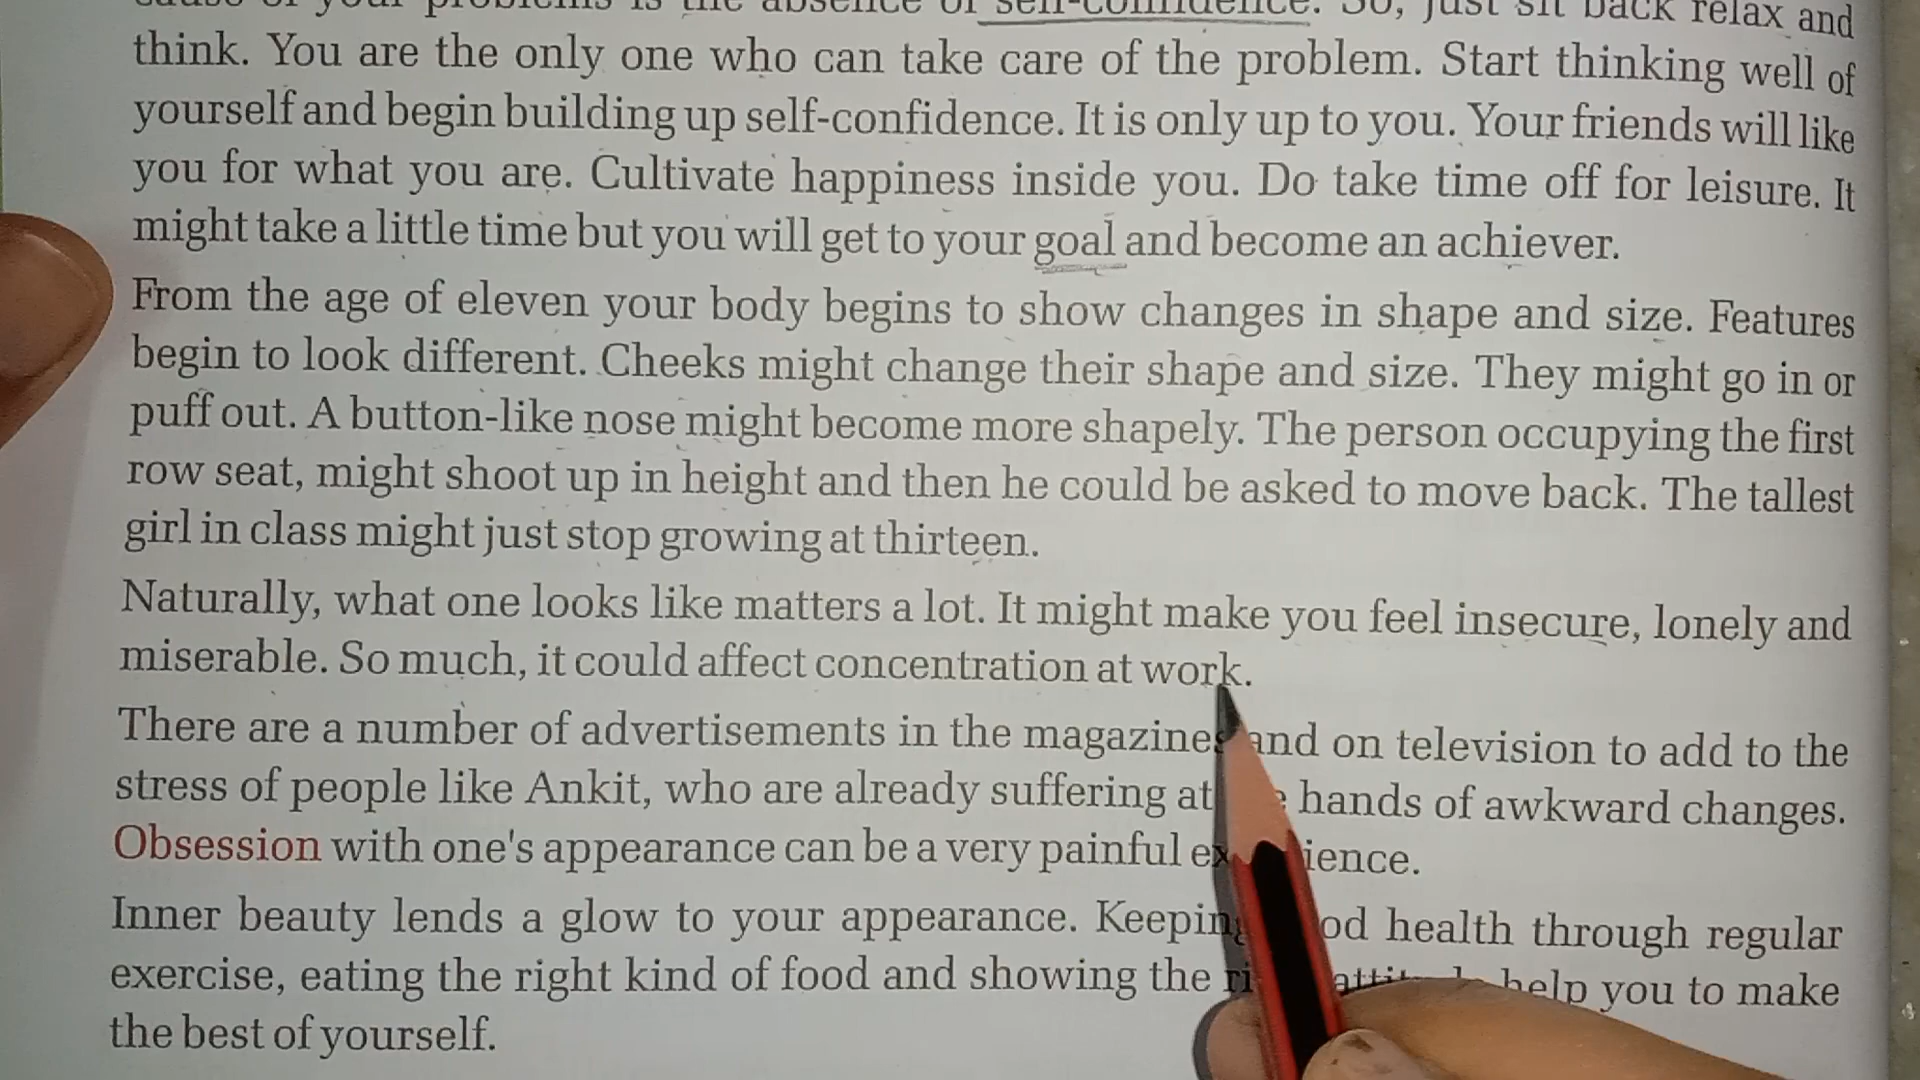 cause of your problems is the absence of self-confidence. So, just sit back relax and
think. You are the only one who can take care of the problem. Start thinking well of
yourself and begin building up self-confidence. It is only up to you. Your friends will like
you for what you are. Cultivate happiness inside you. Do take time off for leisure. It
might take a little time but you will get to your goal and become an achiever.
From the age of eleven your body begins to show changes in shape and size. Features
begin to look different. Cheeks might change their shape and size. They might go in or
puff out. A button-like nose might become more shapely. The person occupying the first
row seat, might shoot up in height and then he could be asked to move back. The tallest
girl in class might just stop growing at thirteen.
Naturally, what one looks like matters a lot. It might make you feel insecure, lonely and
miserable. So much, it could affect concentration at work.
There are a number of advertisements in the magazines and on television to add to the
stress of people like Ankit, who are already suffering at hands of awkward changes.
Obsession with one's appearance can be a very painful
Inner beauty lends a glow to your appearance. Keeping health through regular
exercise, eating the right kind of food and showing the help you to make
the best of yourself.